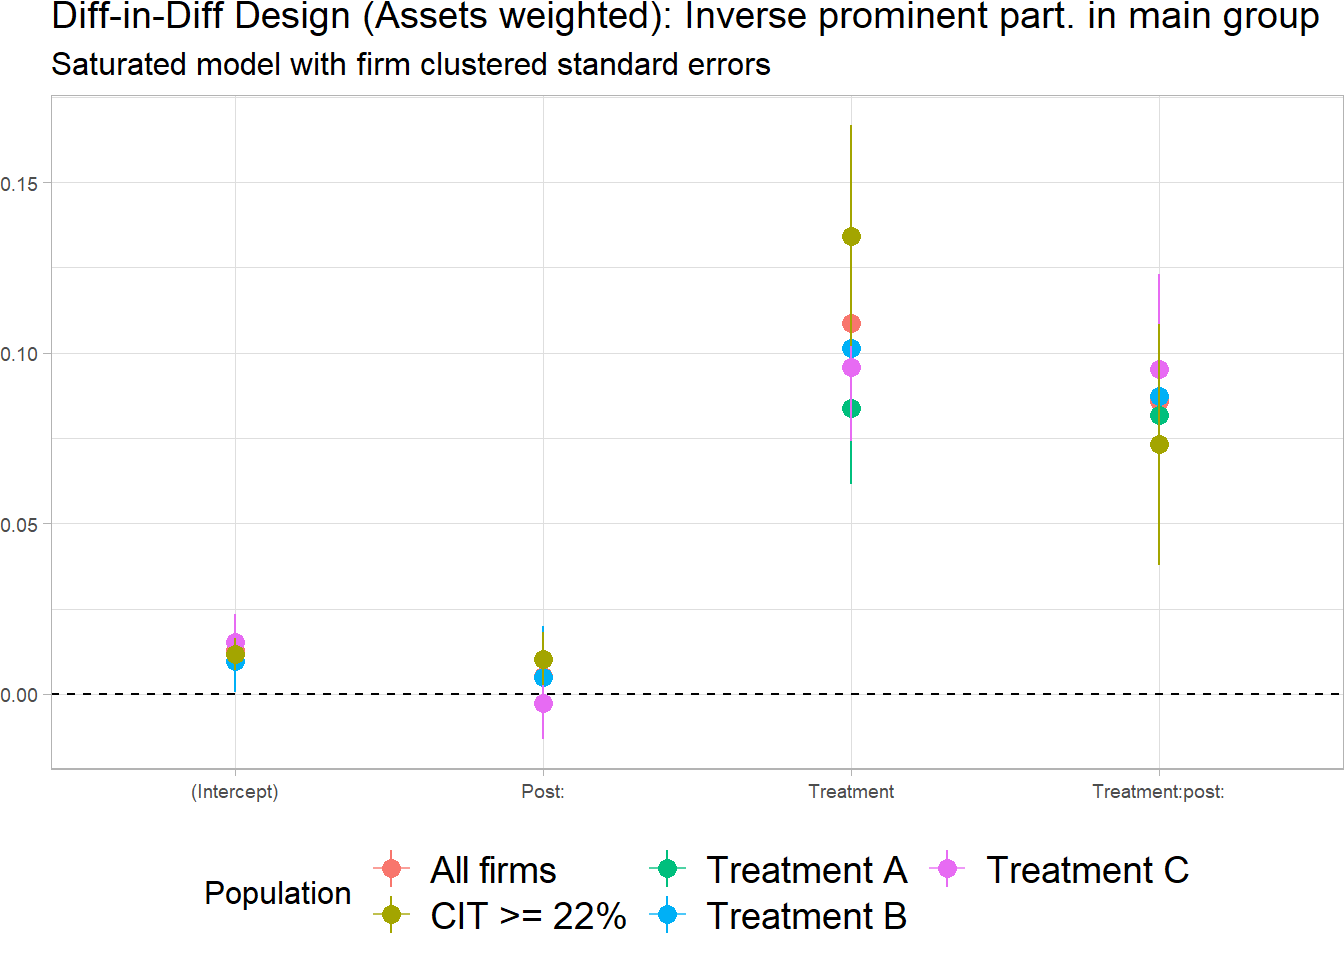 Diff-in-Diff Design (Assets weighted): Inverse prominent part. in main group
Saturated model with firm clustered standard errors
0.15
0.10
0.05
0.00
(Intercept) Post: Treatment Treatment:post:
Population
All firms Treatment A Treatment C
CIT >= 22% Treatment B